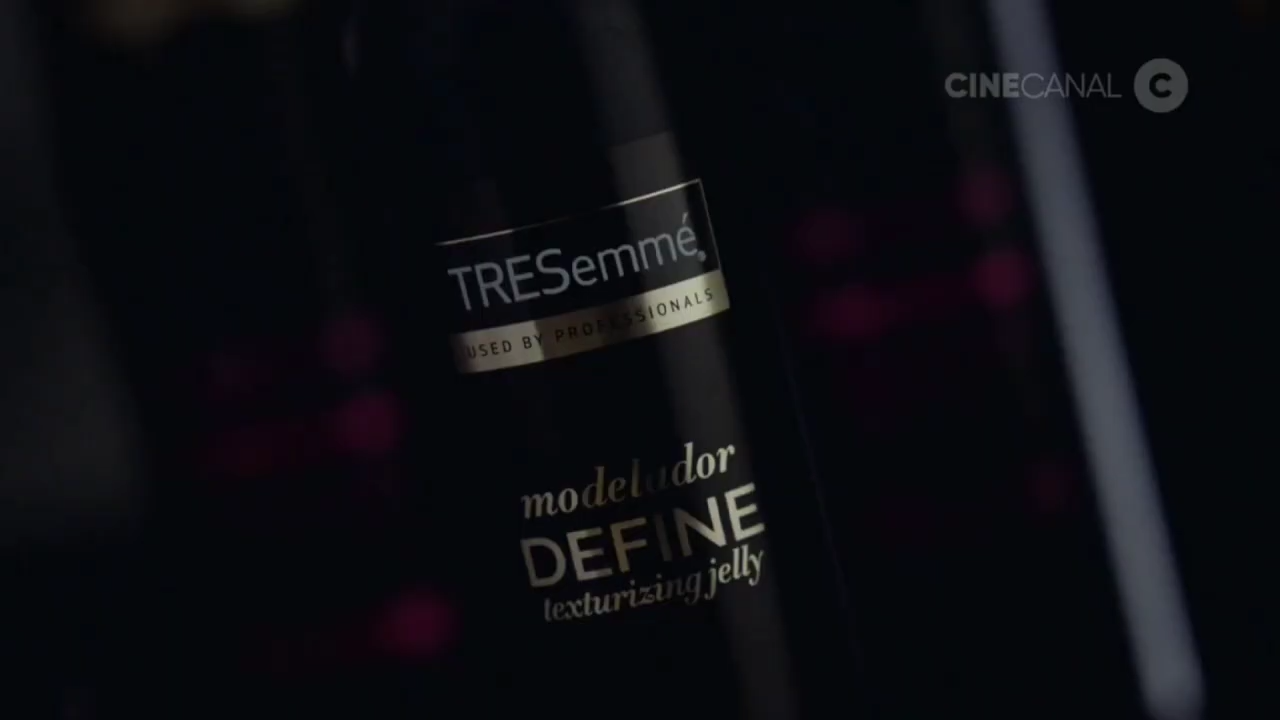 CINECANAL C
TRESemmé
USED BY PROFESSIONALS
modelador
DEFINE
texturizing jelly